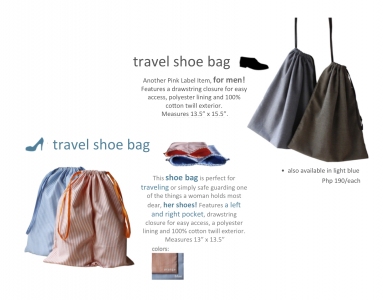 travel shoe bag
Another Pink Label Item, for men!
Features a drawstring closure for easy
access, polyester lining and 100%
cotton twill exterior.
Measures 13.5" x 15.5".
• also available in light blue
Php 190/each
travel shoe bag
This shoe bag is perfect for
traveling or simply safe guarding one
of the things a woman holds most
dear, her shoes! Features a left
and right pocket, drawstring
closure for easy access, a polyester
lining and 100% cotton twill exterior.
Measures 13" x 13.5"
colors: